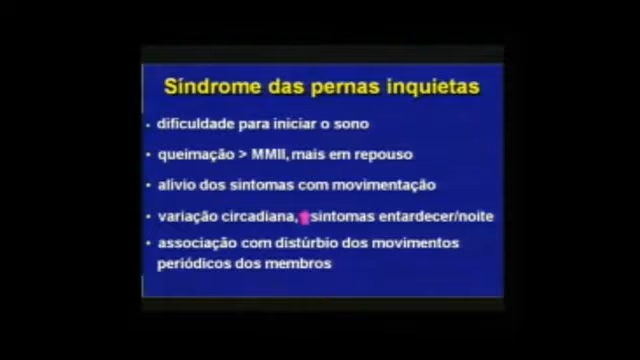 Síndrome das pernas inquietas
• dificuldade para iniciar o sono
• queimação > MMII, mais em repouso
• alívio dos sintomas com movimentação
• variação circadiana, ↑sintomas entardecer/noite
• associação com distúrbio dos movimentos
periódicos dos membros